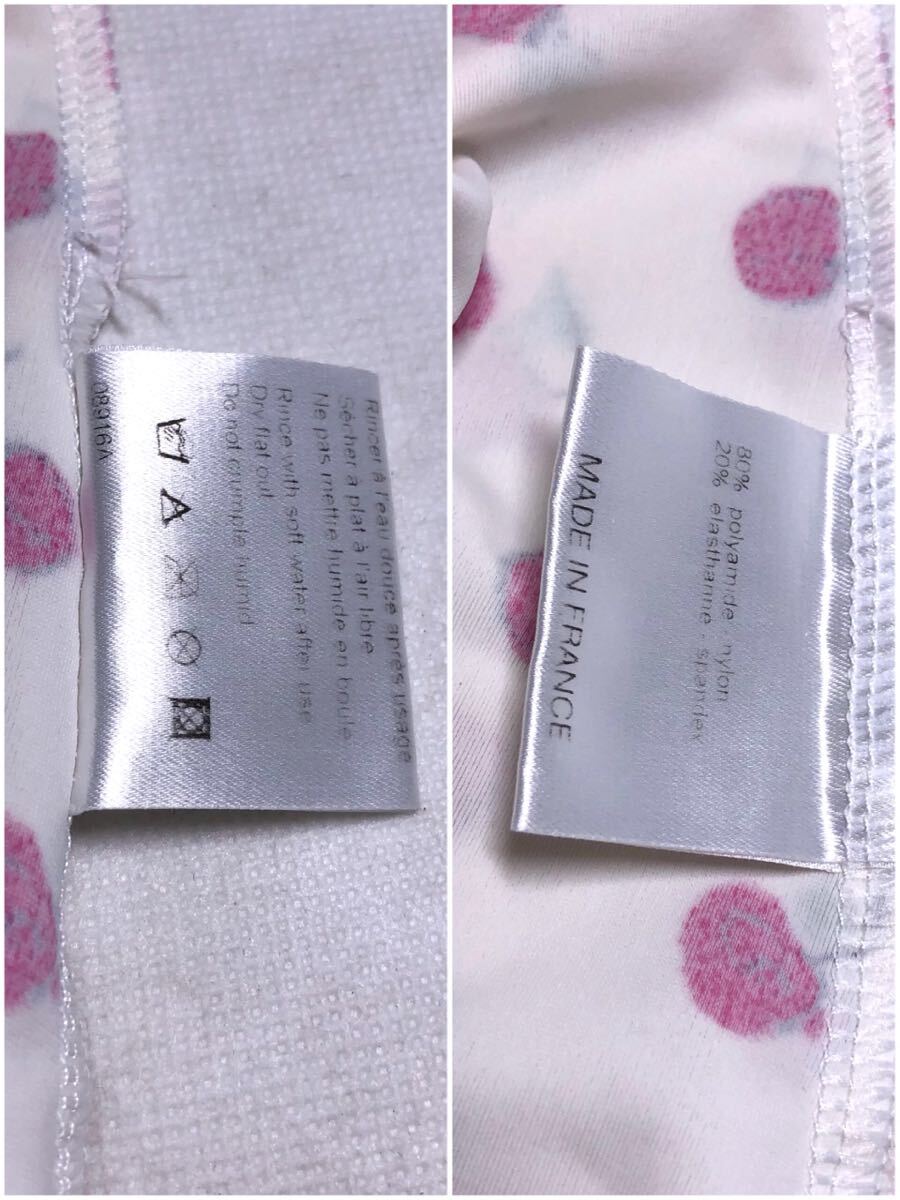 Rincer à l'eau douce après usage
Sécher à plat à l'air libre
Ne pas mettre humide en boule
Rince with soft water after use
Dry flat out
Do not crumple humid
08916A
80% polyamide - nylon
20% elasthanne - spandex
MADE IN FRANCE